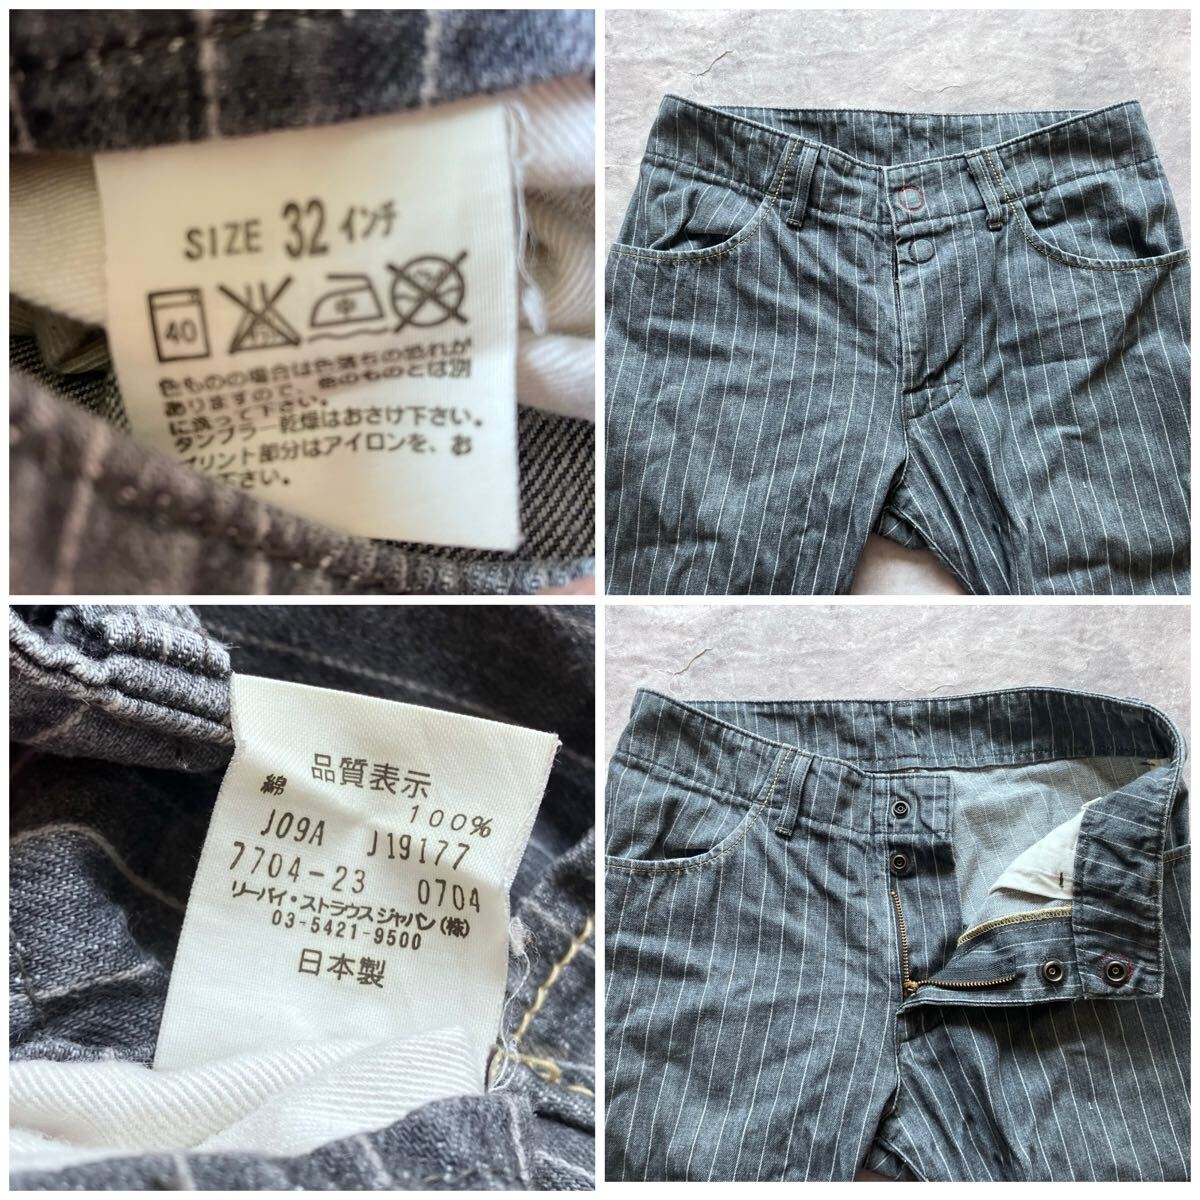 SIZE 32 インチ
40 中
色ものの場合は色落ちの恐れが
ありますので、色のものとは別
に洗って下さい。
タンブラー乾燥はおさけ下さい。
プリント部分はアイロンを、お
下さい。
品質表示
綿
100%
J09A J19177
7704-23 0704
リーバイ・ストラウス ジャパン(株)
03-5421-9500
日本製